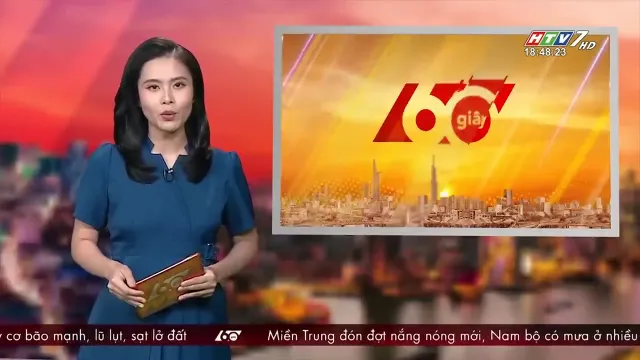 HTV7 HD
18:48:23
60 giây
cơ bão mạnh, lũ lụt, sạt lở đất
60
Miền Trung đón đợt nắng nóng mới, Nam bộ có mưa ở nhiều